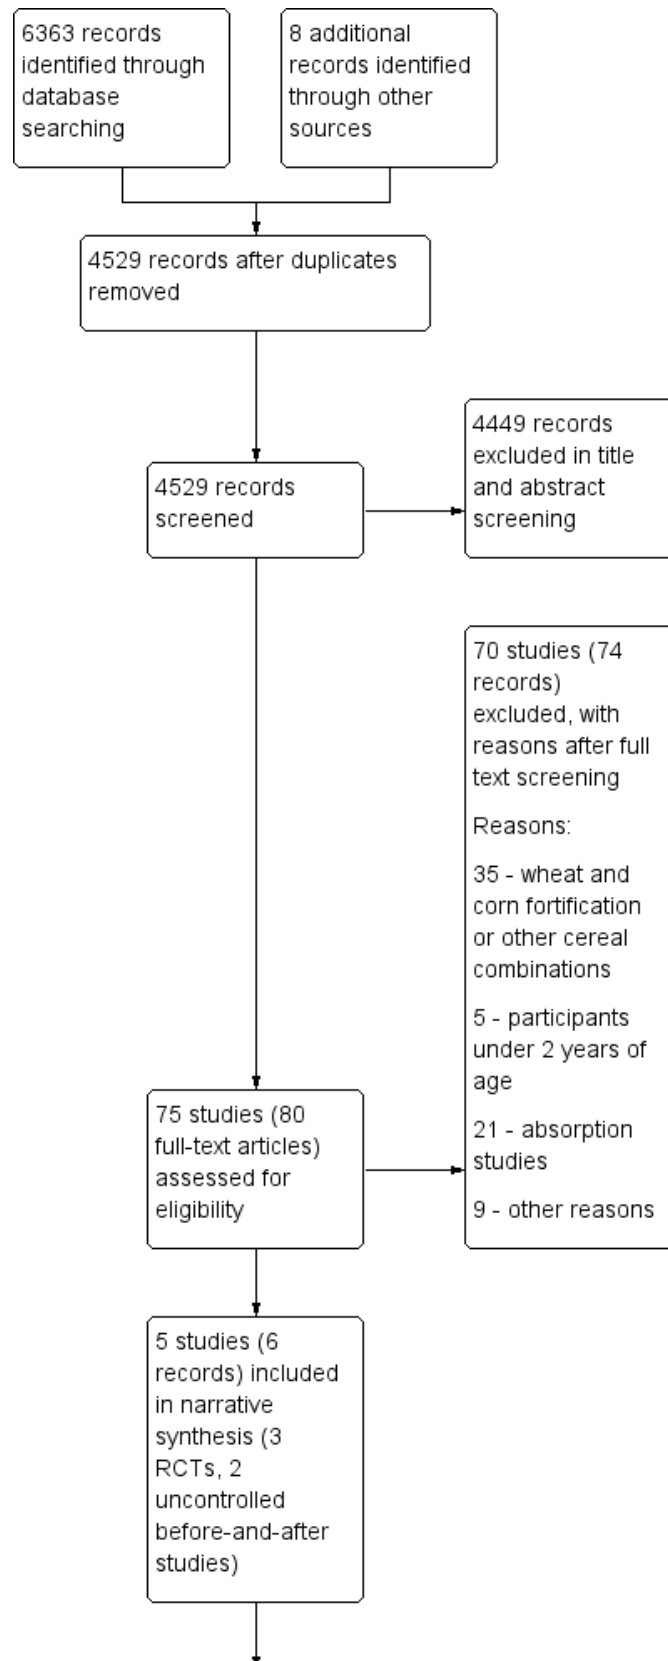 6363 records
identified through
database
searching
8 additional
records identified
through other
sources
4529 records after duplicates
removed
4529 records
screened
4449 records
excluded in title
and abstract
screening
70 studies (74
records)
excluded, with
reasons after full
text screening
Reasons:
35 - wheat and
corn fortification
or other cereal
combinations
5 - participants
under 2 years of
age
21 - absorption
studies
9 - other reasons
75 studies (80
full-text articles)
assessed for
eligibility
5 studies (6
records) included
in narrative
synthesis (3
RCTs, 2
uncontrolled
before-and-after
studies)